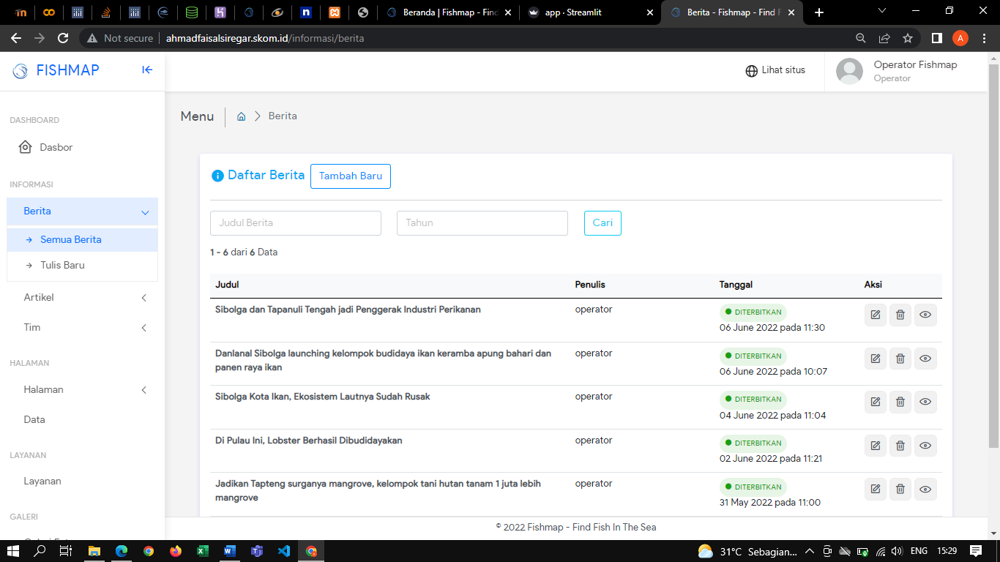 in
Beranda | Fishmap - Find
app · Streamlit
Berita - Fishmap - Find F
Not secure
ahmadfaisalsiregar.skom.id/informasi/berita
A
FISHMAP
Lihat situs
Operator Fishmap
Operator
DASHBOARD
Dasbor
INFORMASI
Berita
Semua Berita
Tulis Baru
Artikel
Tim
HALAMAN
Halaman
Data
LAYANAN
Layanan
GALERI
Menu
Berita
Daftar Berita
Tambah Baru
Judul Berita
Tahun
Cari
1 - 6 dari 6 Data
Judul Penulis Tanggal Aksi
Sibolga dan Tapanuli Tengah jadi Penggerak Industri Perikanan
operator
DITERBITKAN
06 June 2022 pada 11:30
Danlanal Sibolga launching kelompok budidaya ikan keramba apung bahari dan
panen raya ikan
operator
DITERBITKAN
06 June 2022 pada 10:07
Sibolga Kota Ikan, Ekosistem Lautnya Sudah Rusak
operator
DITERBITKAN
04 June 2022 pada 11:04
Di Pulau Ini, Lobster Berhasil Dibudidayakan
operator
DITERBITKAN
02 June 2022 pada 11:21
Jadikan Tapteng surganya mangrove, kelompok tani hutan tanam 1 juta lebih
mangrove
operator
DITERBITKAN
31 May 2022 pada 11:00
© 2022 Fishmap - Find Fish In The Sea
31°C Sebagian...
ENG
15:29